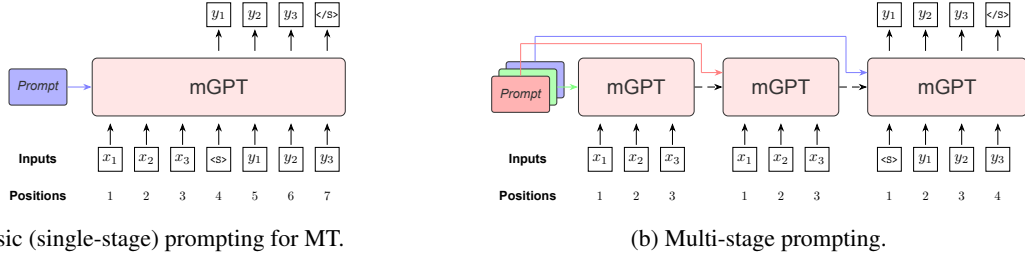 y1 y2 y3 </S>
Prompt
mGPT
Inputs x1 x2 x3 <S> y1 y2 y3
Positions 1 2 3 4 5 6 7
sic (single-stage) prompting for MT.
y1 y2 y3 </S>
Prompt
mGPT mGPT mGPT
Inputs x1 x2 x3 x1 x2 x3 <S> y1 y2 y3
Positions 1 2 3 1 2 3 1 2 3 4
(b) Multi-stage prompting.